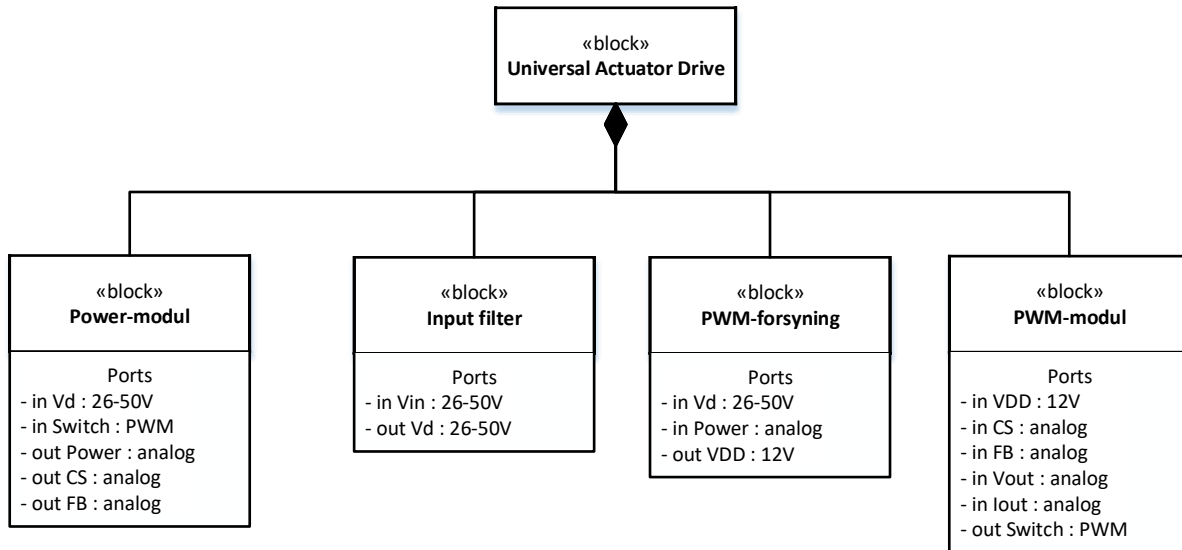 «block»
Universal Actuator Drive
«block»
Power-modul
Ports
- in Vd : 26-50V
- in Switch : PWM
- out Power : analog
- out CS : analog
- out FB : analog
«block»
Input filter
Ports
- in Vin : 26-50V
- out Vd : 26-50V
«block»
PWM-forsyning
Ports
- in Vd : 26-50V
- in Power : analog
- out VDD : 12V
«block»
PWM-modul
Ports
- in VDD : 12V
- in CS : analog
- in FB : analog
- in Vout : analog
- in Iout : analog
- out Switch : PWM